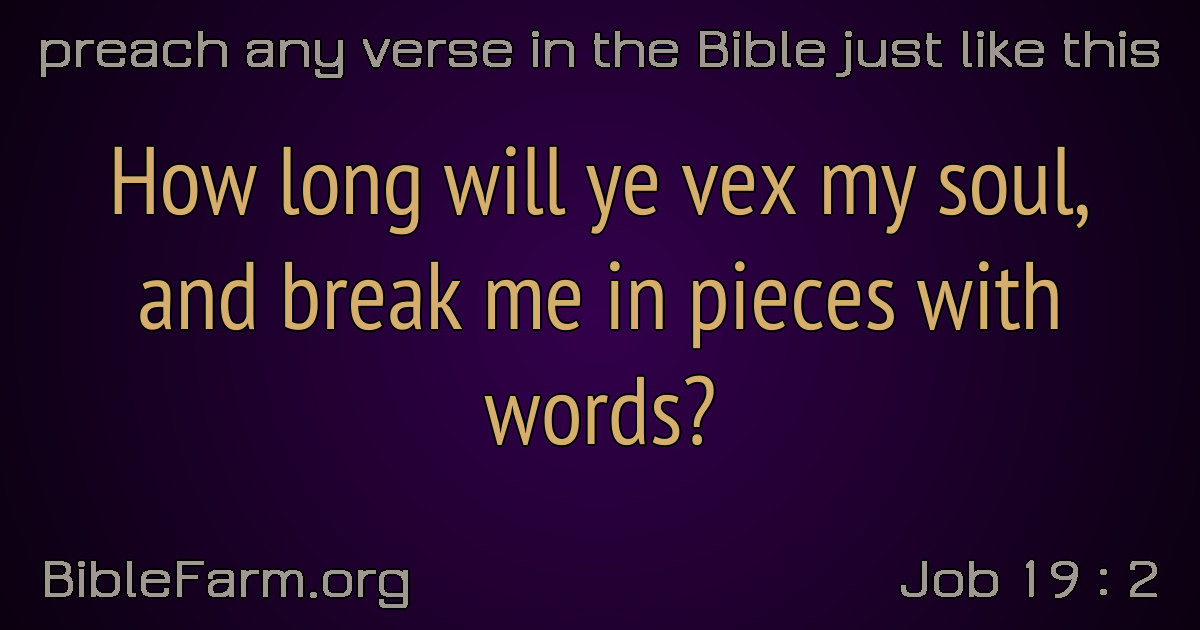 preach any verse in the Bible just like this
How long will ye vex my soul,
and break me in pieces with
words?
BibleFarm.org
Job 19 : 2